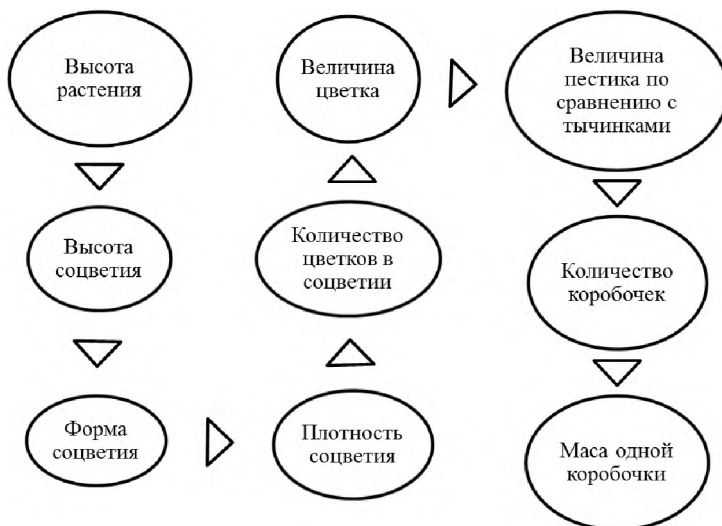 Высота
растения
Высота
соцветия
Форма
соцветия
Плотность
соцветия
Количество
цветков в
соцветии
Величина
цветка
Величина
пестика по
сравнению с
тычинками
Количество
коробочек
Маса одной
коробочки